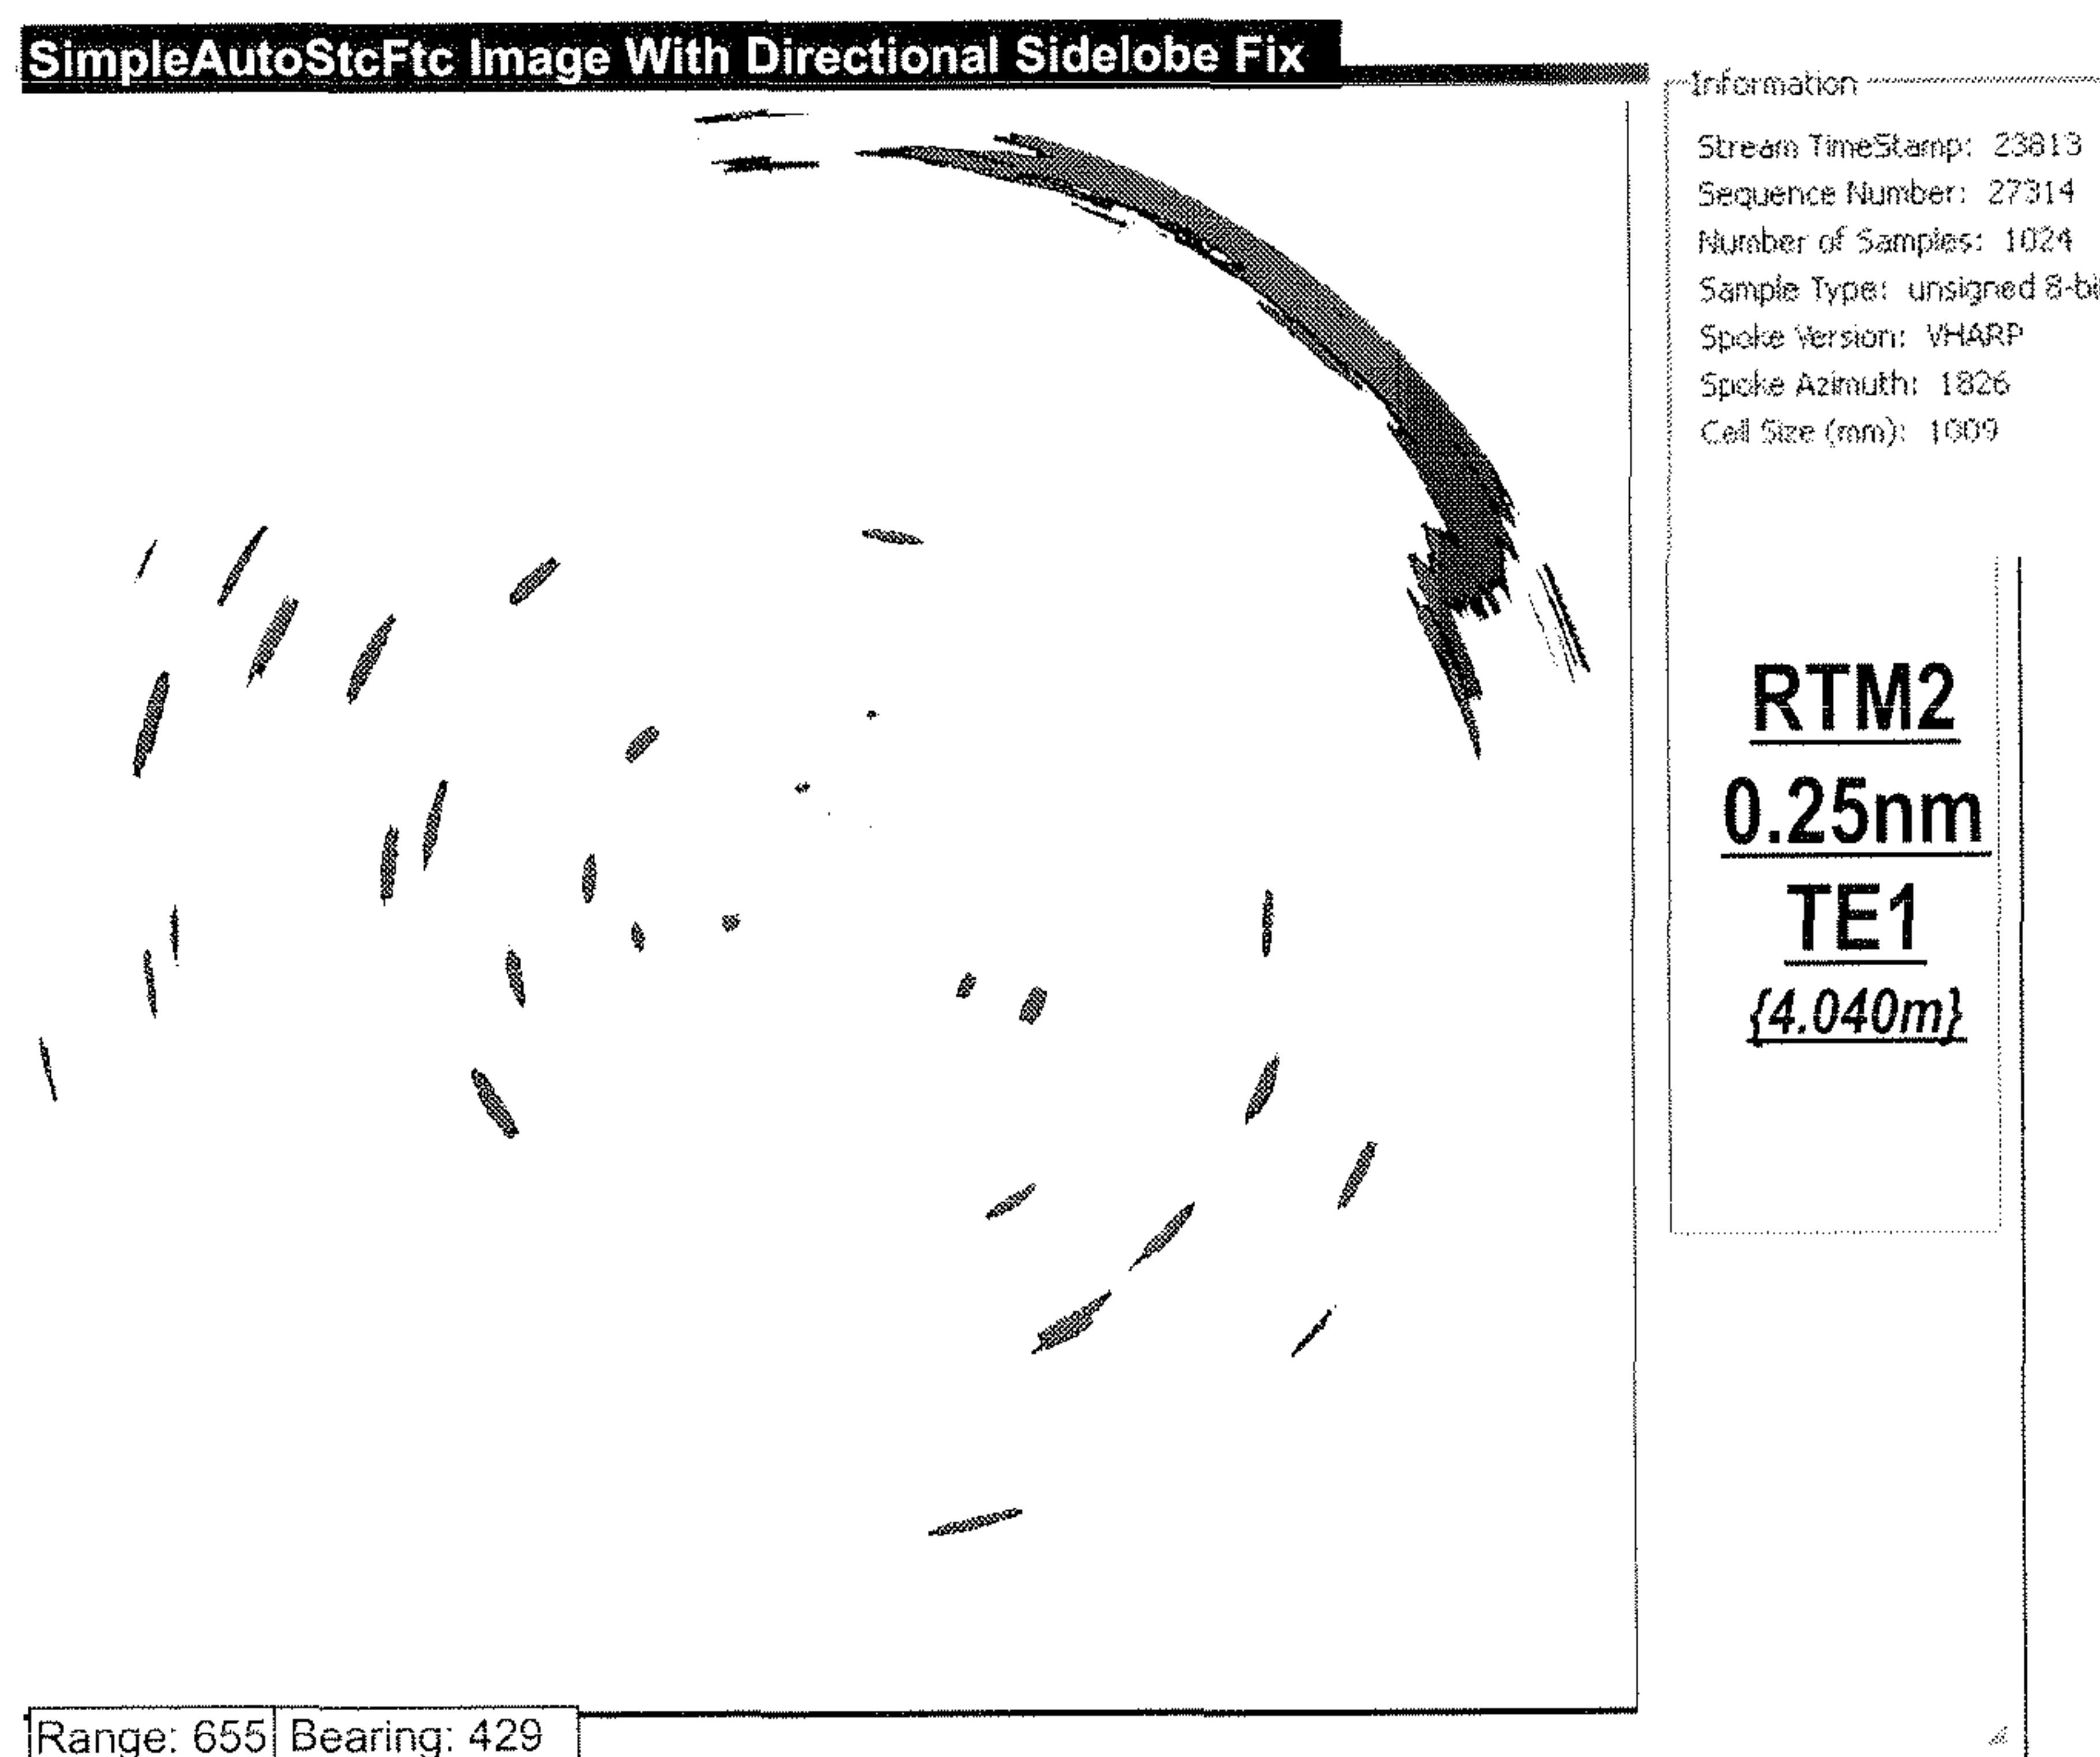 SimpleAutoStcFtc Image With Directional Sidelobe Fix
Information
Stream TimeStamp: 23813
Sequence Number: 27314
Number of Samples: 1024
Sample Type: unsigned 8-bi
Spoke Version: VHARP
Spoke Azimuth: 1826
Cell Size (mm): 1009
RTM2
0.25nm
TE1
{4.040m}
Range: 655 Bearing: 429